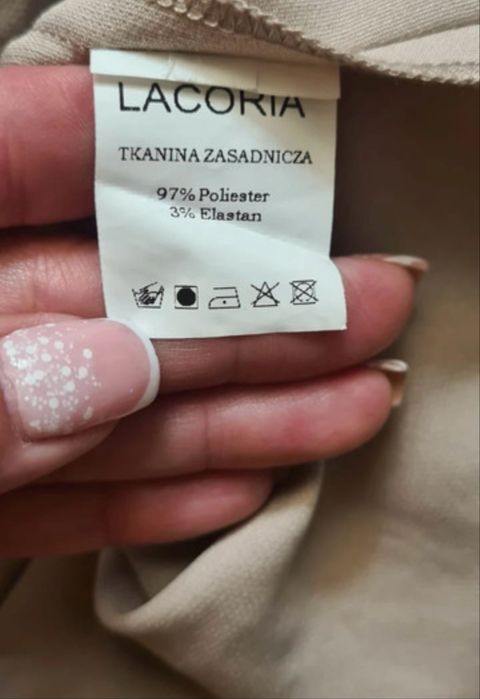 LACORIA
TKANINA ZASADNICZA
97% Poliester
3% Elastan